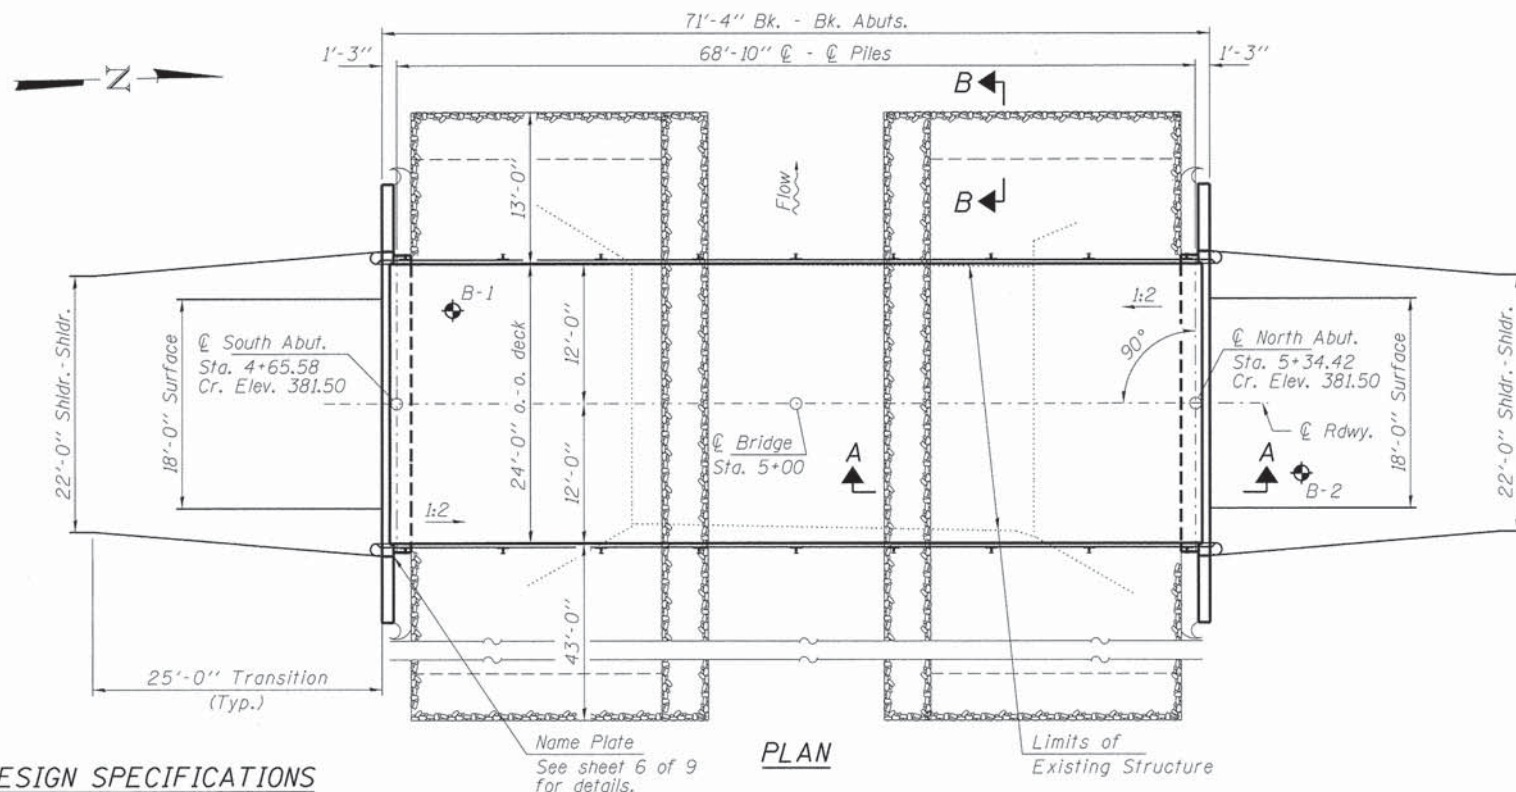 71'-4" Bk. - Bk. Abuts.
1'-3"
68'-10" ℄ - ℄ Piles
1'-3"
N
B
13'-0"
Flow
B
22'-0" Shldr.- Shldr.
18'-0" Surface
℄ South Abut.
Sta. 4+65.58
Cr. Elev. 381.50
B-1
24'-0" o.-o. deck
12'-0"
12'-0"
1:2
℄ Bridge
Sta. 5+00
A
1:2
90°
℄ North Abut.
Sta. 5+34.42
Cr. Elev. 381.50
℄ Rdwy.
A
B-2
18'-0" Surface
22'-0" Shldr.- Shldr.
43'-0"
25'-0" Transition
(Typ.)
Name Plate
See sheet 6 of 9
for details.
PLAN
Limits of
Existing Structure
ESIGN SPECIFICATIONS